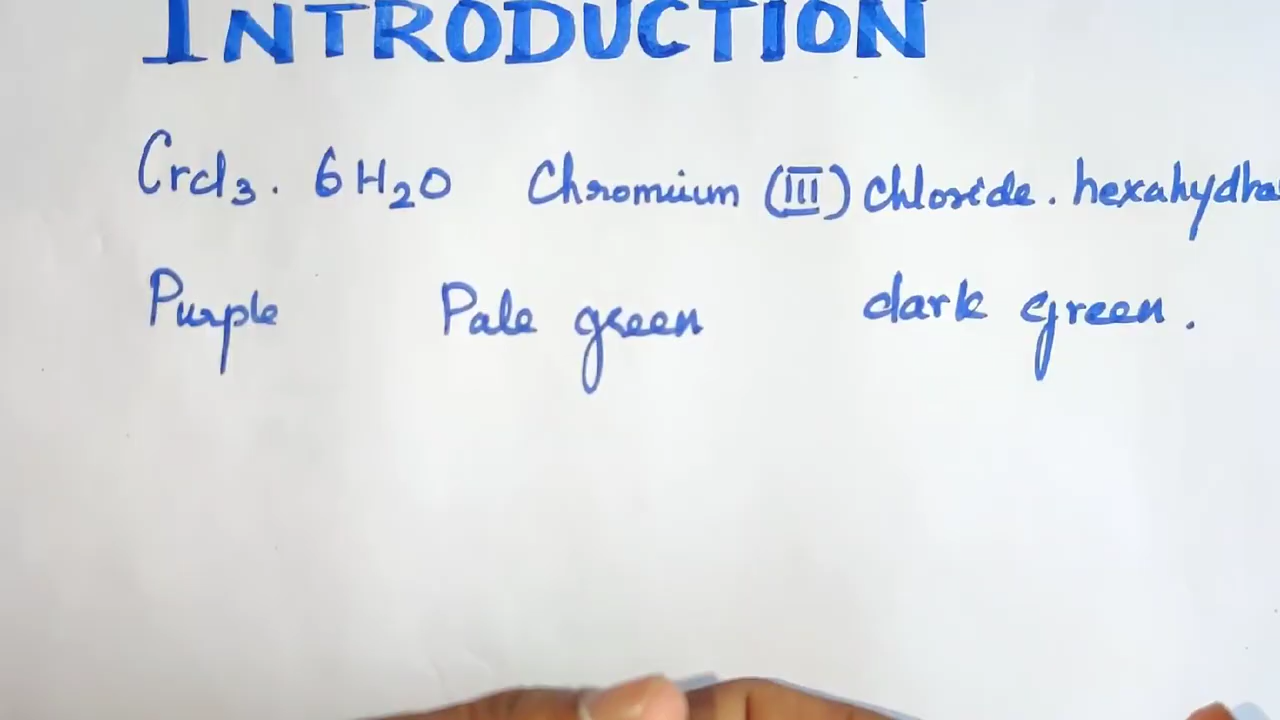 INTRODUCTION
Crcl3. 6H2O Chromium (III) chloride. hexahydra
Purple Pale green dark green.